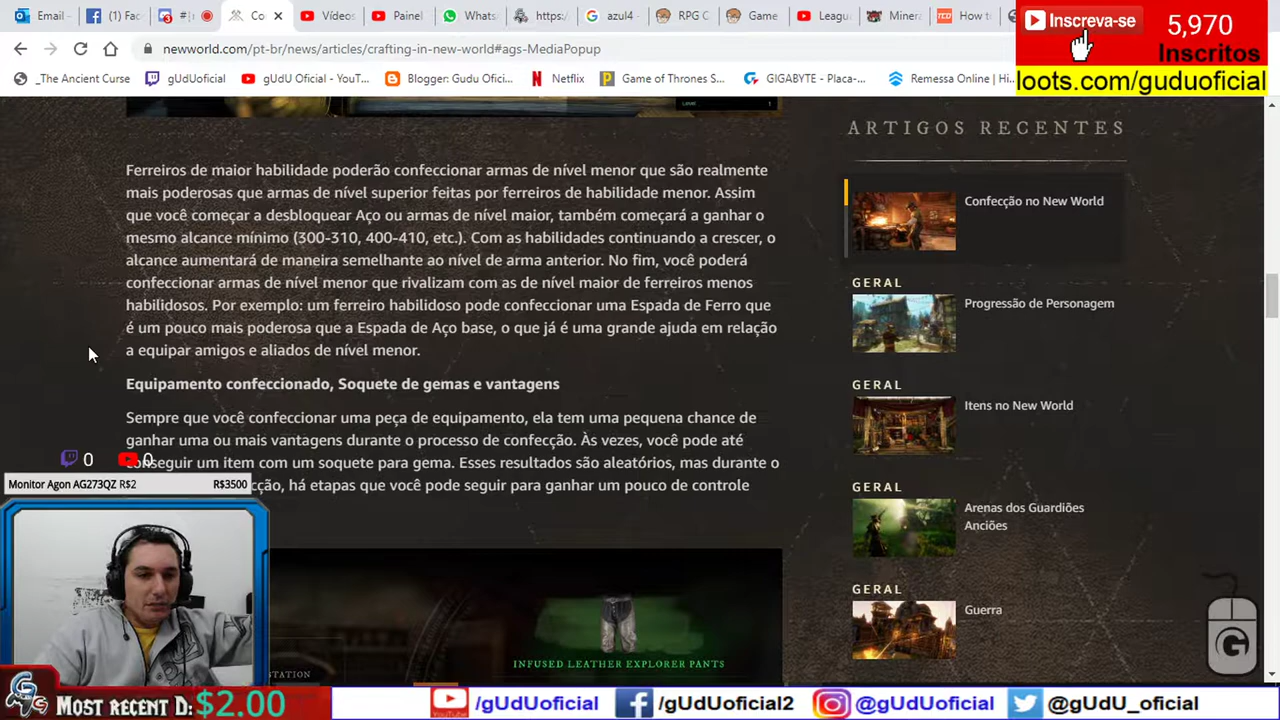 Email -
(Fac
#|
Co
Vídeos
Painel
Whats
https:/
azul4 -
RPG C
Game
Leagu
Minera
How t
Inscreva-se
5,970
Inscritos
loots.com/guduoficial
newworld.com/pt-br/news/articles/crafting-in-new-world#ags-MediaPopup
_The Ancient Curse
gUdUoficial
gUdU Oficial - YouT...
Blogger: Gudu Ofici...
Netflix
Game of Thrones S...
GIGABYTE - Placa-...
Remessa Online | Hi...
Level
1
Ferreiros de maior habilidade poderão confeccionar armas de nível menor que são realmente
mais poderosas que armas de nível superior feitas por ferreiros de habilidade menor. Assim
que você começar a desbloquear Aço ou armas de nível maior, também começará a ganhar o
mesmo alcance mínimo (300-310, 400-410, etc.). Com as habilidades continuando a crescer, o
alcance aumentará de maneira semelhante ao nível de arma anterior. No fim, você poderá
confeccionar armas de nível menor que rivalizam com as de nível maior de ferreiros menos
habilidosos. Por exemplo: um ferreiro habilidoso pode confeccionar uma Espada de Ferro que
é um pouco mais poderosa que a Espada de Aço base, o que já é uma grande ajuda em relação
a equipar amigos e aliados de nível menor.
Equipamento confeccionado, Soquete de gemas e vantagens
Sempre que você confeccionar uma peça de equipamento, ela tem uma pequena chance de
ganhar uma ou mais vantagens durante o processo de confecção. Às vezes, você pode até
conseguir um item com um soquete para gema. Esses resultados são aleatórios, mas durante o
cção, há etapas que você pode seguir para ganhar um pouco de controle
0
0
Monitor Agon AG273QZ R$2
R$3500
STATION
INFUSED LEATHER EXPLORER PANTS
ARTIGOS RECENTES
Confecção no New World
GERAL
Progressão de Personagem
GERAL
Itens no New World
GERAL
Arenas dos Guardiões
Anciões
GERAL
Guerra
G
MOST RECENT D: $2.00
/gUdUoficial
/gUdUoficial2
@gUdUoficial
@gUdU_oficial